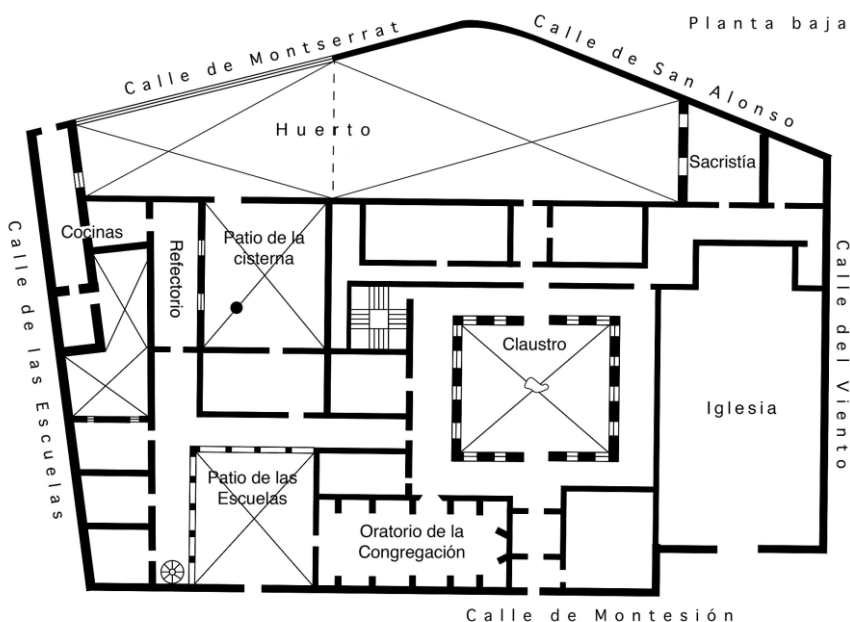 Planta baja
Calle de Montserrat
Calle de San Alonso
Huerto
Sacristía
Cocinas
Refectorio
Patio de la
cisterna
Calle de las Escuelas
Claustro
Calle del Viento
Iglesia
Patio de las
Escuelas
Oratorio de la
Congregación
Calle de Montesión